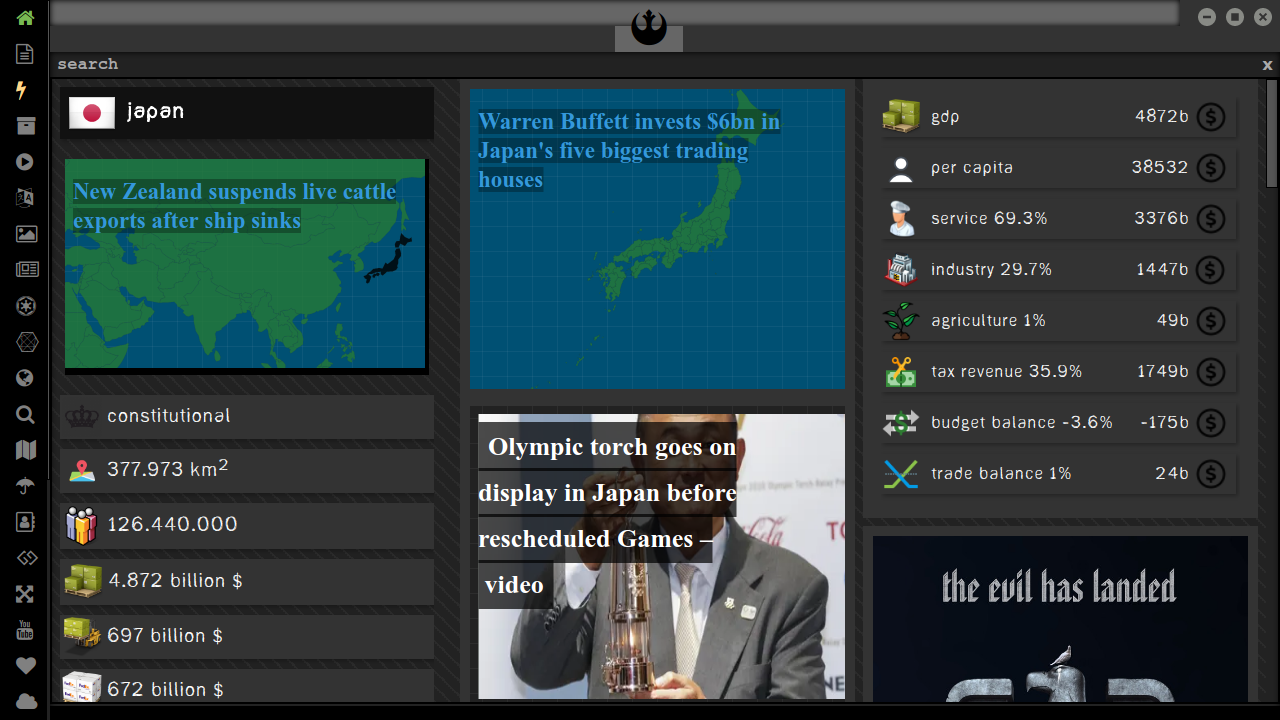 search
x
japan
New Zealand suspends live cattle
exports after ship sinks
constitutional
377.973 km²
126.440.000
4.872 billion $
697 billion $
672 billion $
Warren Buffett invests $6bn in
Japan's five biggest trading
houses
Olympic torch goes on
display in Japan before
rescheduled Games –
video
gdp 4872b
per capita 38532
service 69.3% 3376b
industry 29.7% 1447b
agriculture 1% 49b
tax revenue 35.9% 1749b
budget balance -3.6% -175b
trade balance 1% 24b
the evil has landed
You
Tube